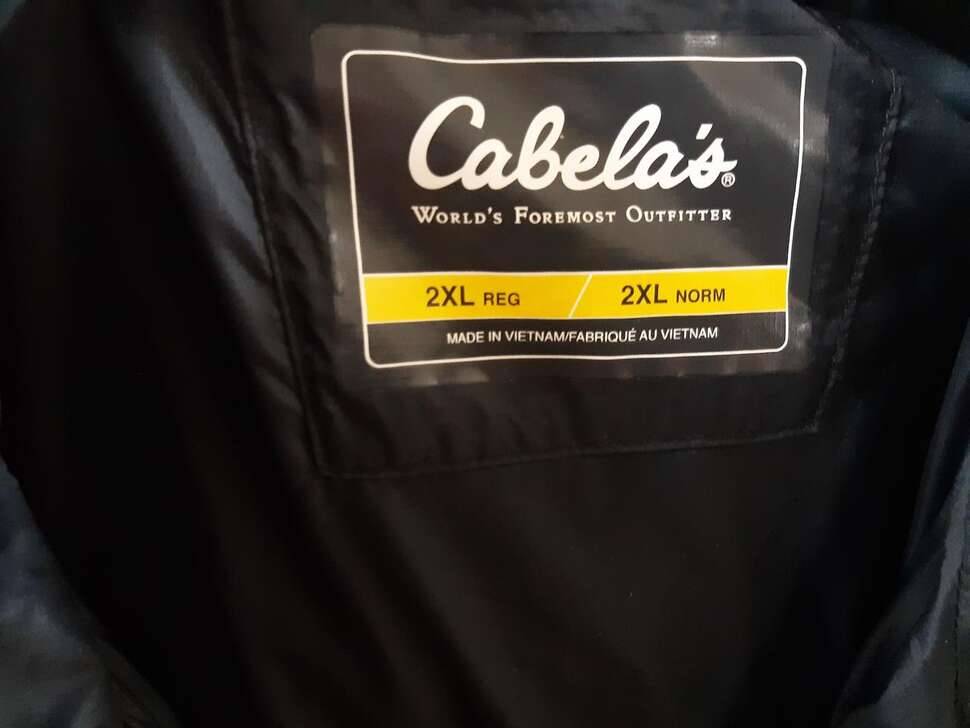 Cabela's®
WORLD'S FOREMOST OUTFITTER
2XL REG / 2XL NORM
MADE IN VIETNAM/FABRIQUÉ AU VIETNAM